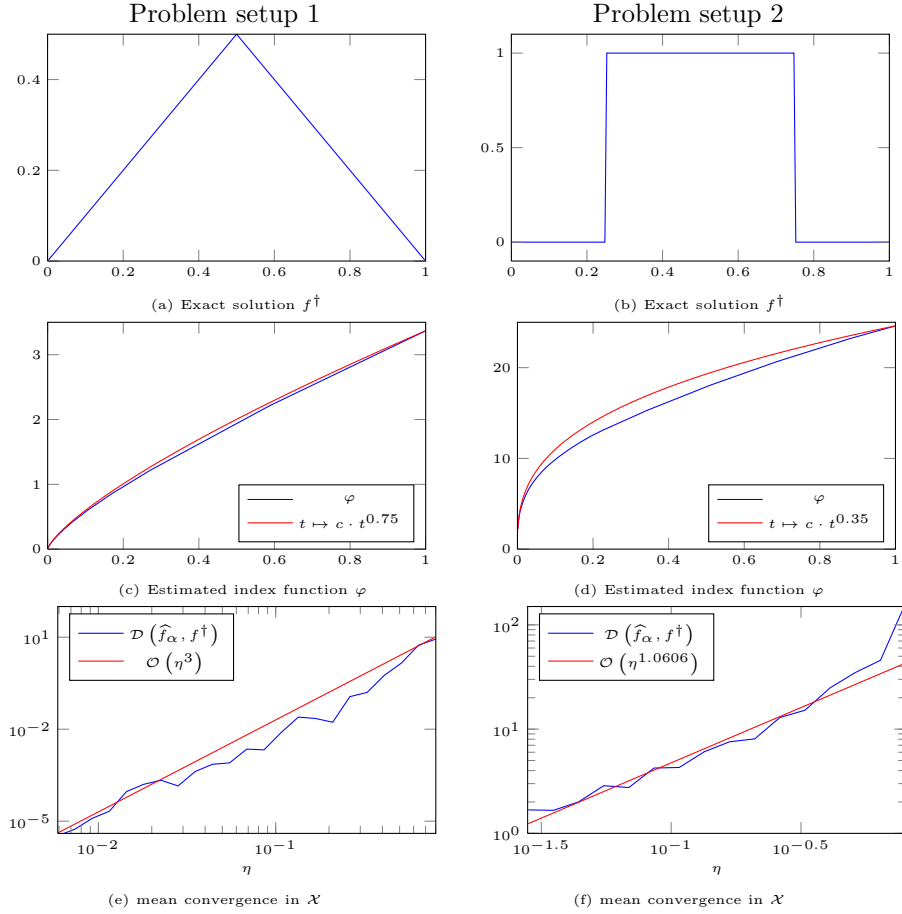 Problem setup 1
Problem setup 2
0.4
0.2
0
0 0.2 0.4 0.6 0.8 1
(a) Exact solution f†
1
0.5
0
0 0.2 0.4 0.6 0.8 1
(b) Exact solution f†
3
2
1
0
φ
t ↦ c · t^0.75
0 0.2 0.4 0.6 0.8 1
(c) Estimated index function φ
20
10
0
φ
t ↦ c · t^0.35
0 0.2 0.4 0.6 0.8 1
(d) Estimated index function φ
10^1
10^−2
10^−5
D (f̂_α, f†)
O (η^3)
10^−2 10^−1
η
(e) mean convergence in X
10^2
10^1
10^0
D (f̂_α, f†)
O (η^1.0606)
10^−1.5 10^−1 10^−0.5
η
(f) mean convergence in X